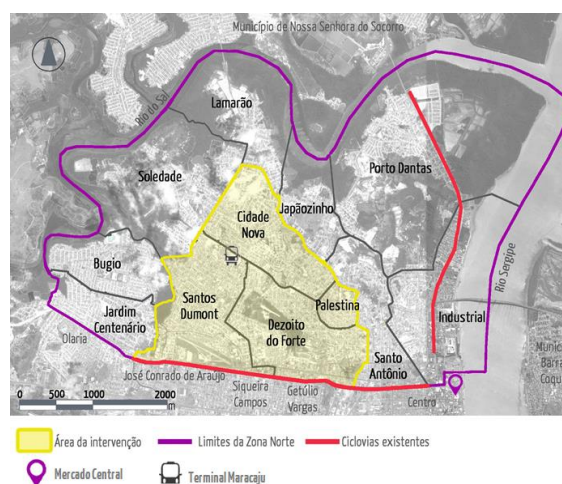 Município de Nossa Senhora do Socorro
Rio do Sal
Lamarão
Porto Dantas
Soledade
Japãozinho
Cidade
Nova
Bugio
Rio Sergipe
Santos
Dumont
Palestina
Jardim
Centenário
Dezoito
do Forte
Industrial
Olaria
Santo
Antônio
Muni
Barra
Coqu
José Conrado de Araújo
Siqueira
Campos
Getúlio
Vargas
Centro
0 500 1000 2000
m
Área da intervenção
Limites da Zona Norte
Ciclovias existentes
Mercado Central
Terminal Maracaju